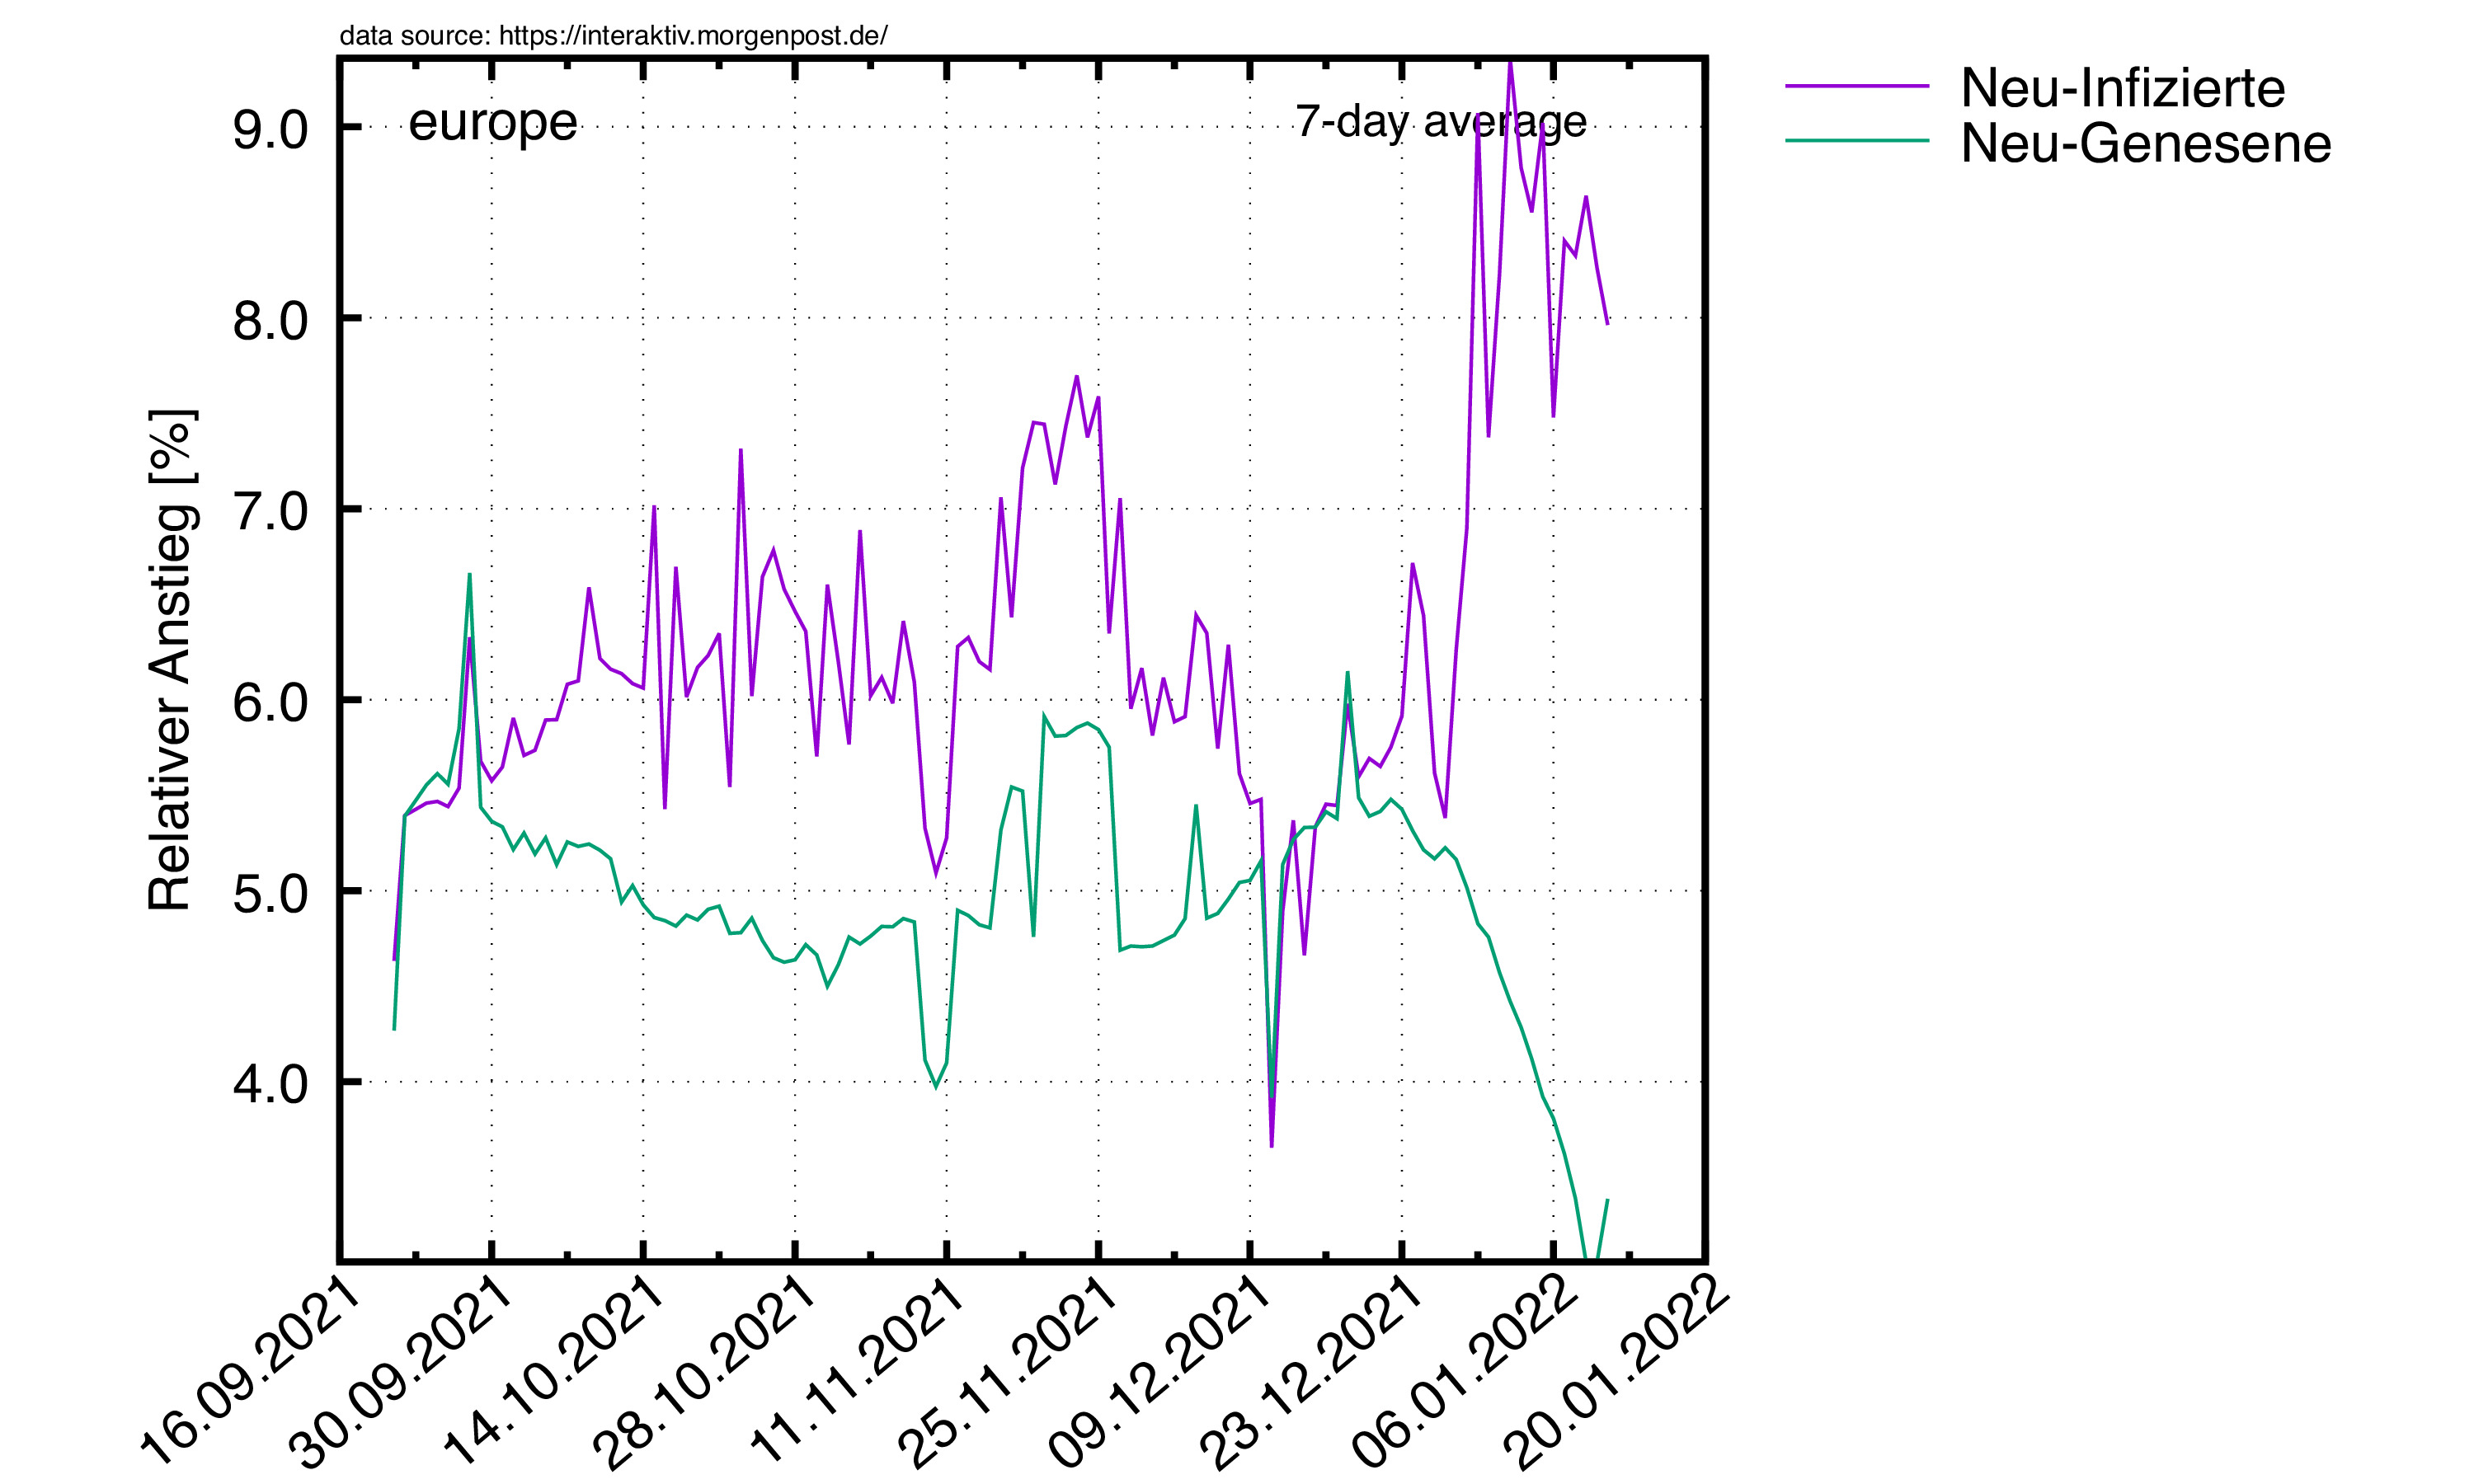 data source: https://interaktiv.morgenpost.de/
europe
7-day average
Neu-Infizierte
Neu-Genesene
Relativer Anstieg [%]
9.0
8.0
7.0
6.0
5.0
4.0
16.09.2021
30.09.2021
14.10.2021
28.10.2021
11.11.2021
25.11.2021
09.12.2021
23.12.2021
06.01.2022
20.01.2022